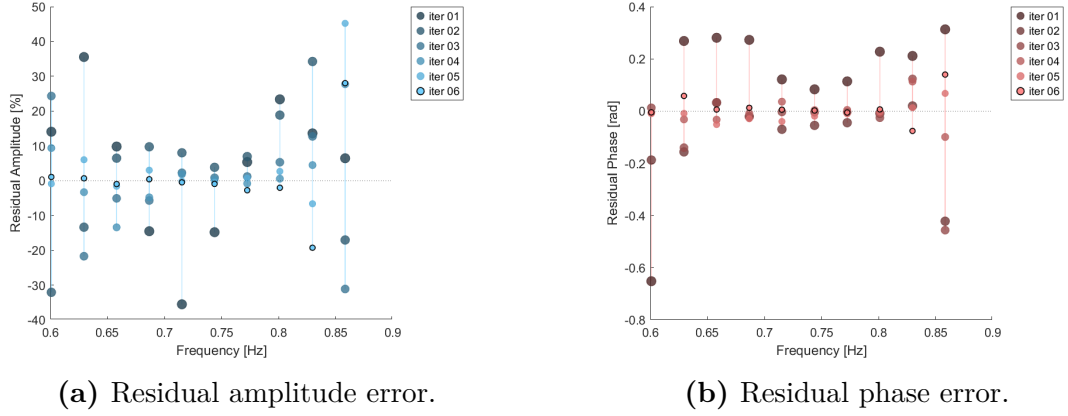 50
40
30
20
10
0
-10
-20
-30
-40
Residual Amplitude [%]
0.6
0.65
0.7
0.75
0.8
0.85
0.9
Frequency [Hz]
iter 01
iter 02
iter 03
iter 04
iter 05
iter 06
(a) Residual amplitude error.
0.4
0.2
0
-0.2
-0.4
-0.6
-0.8
Residual Phase [rad]
0.6
0.65
0.7
0.75
0.8
0.85
0.9
Frequency [Hz]
iter 01
iter 02
iter 03
iter 04
iter 05
iter 06
(b) Residual phase error.